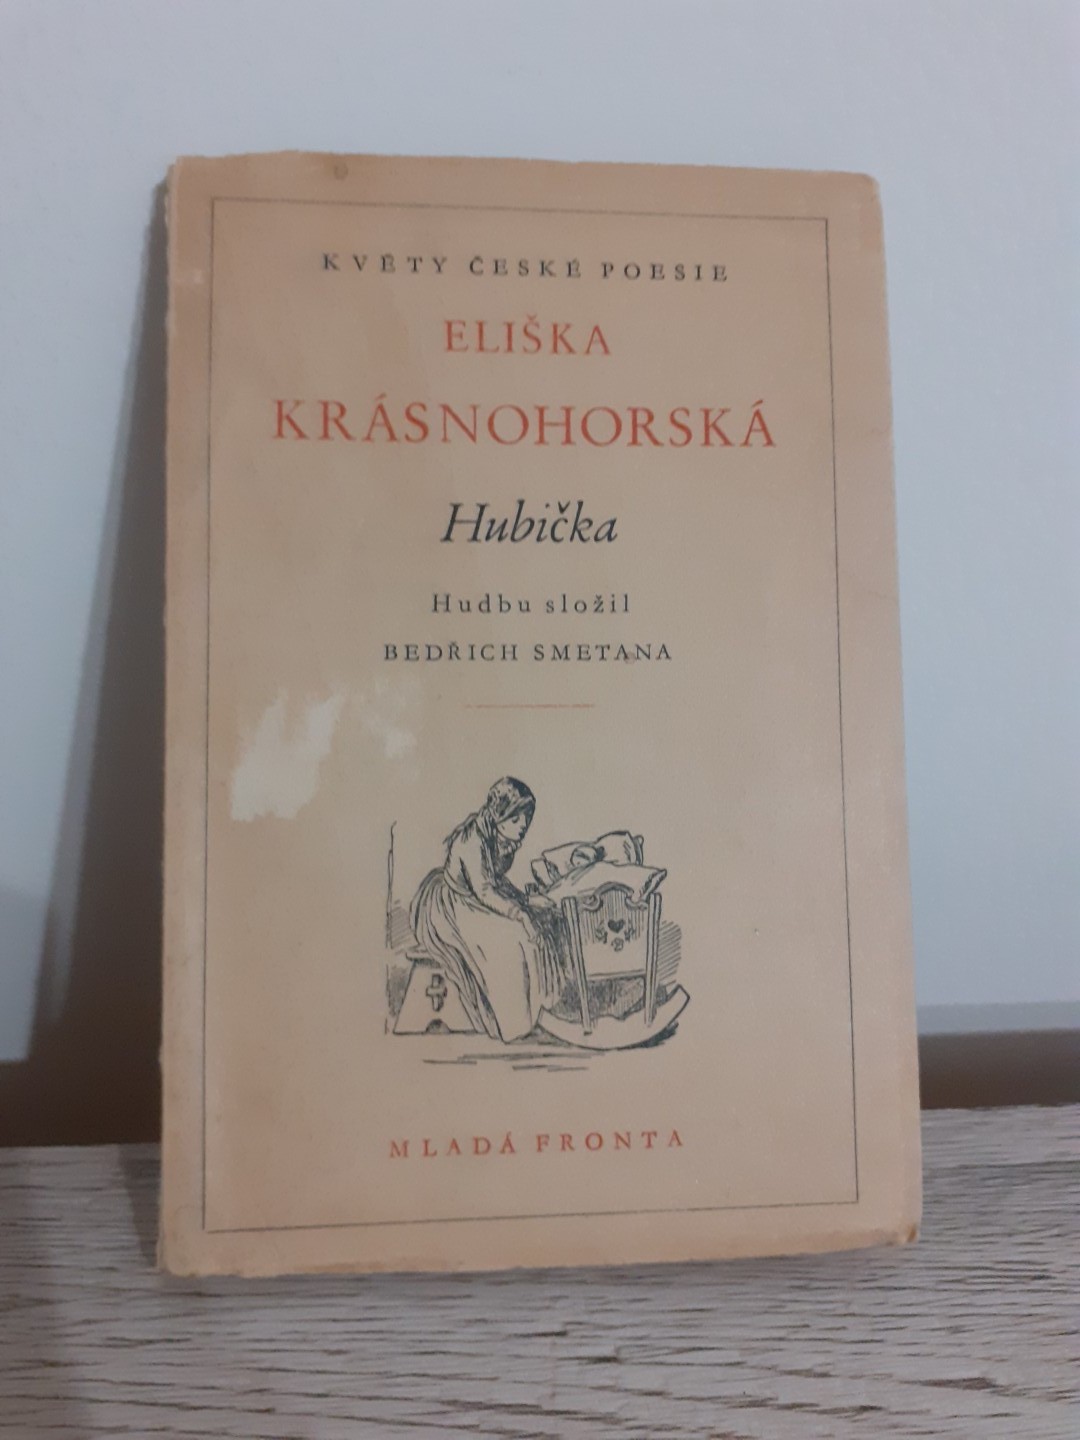 KVĚTY ČESKÉ POESIE
ELIŠKA
KRÁSNOHORSKÁ
Hubička
Hudbu složil
BEDŘICH SMETANA
MLADÁ FRONTA